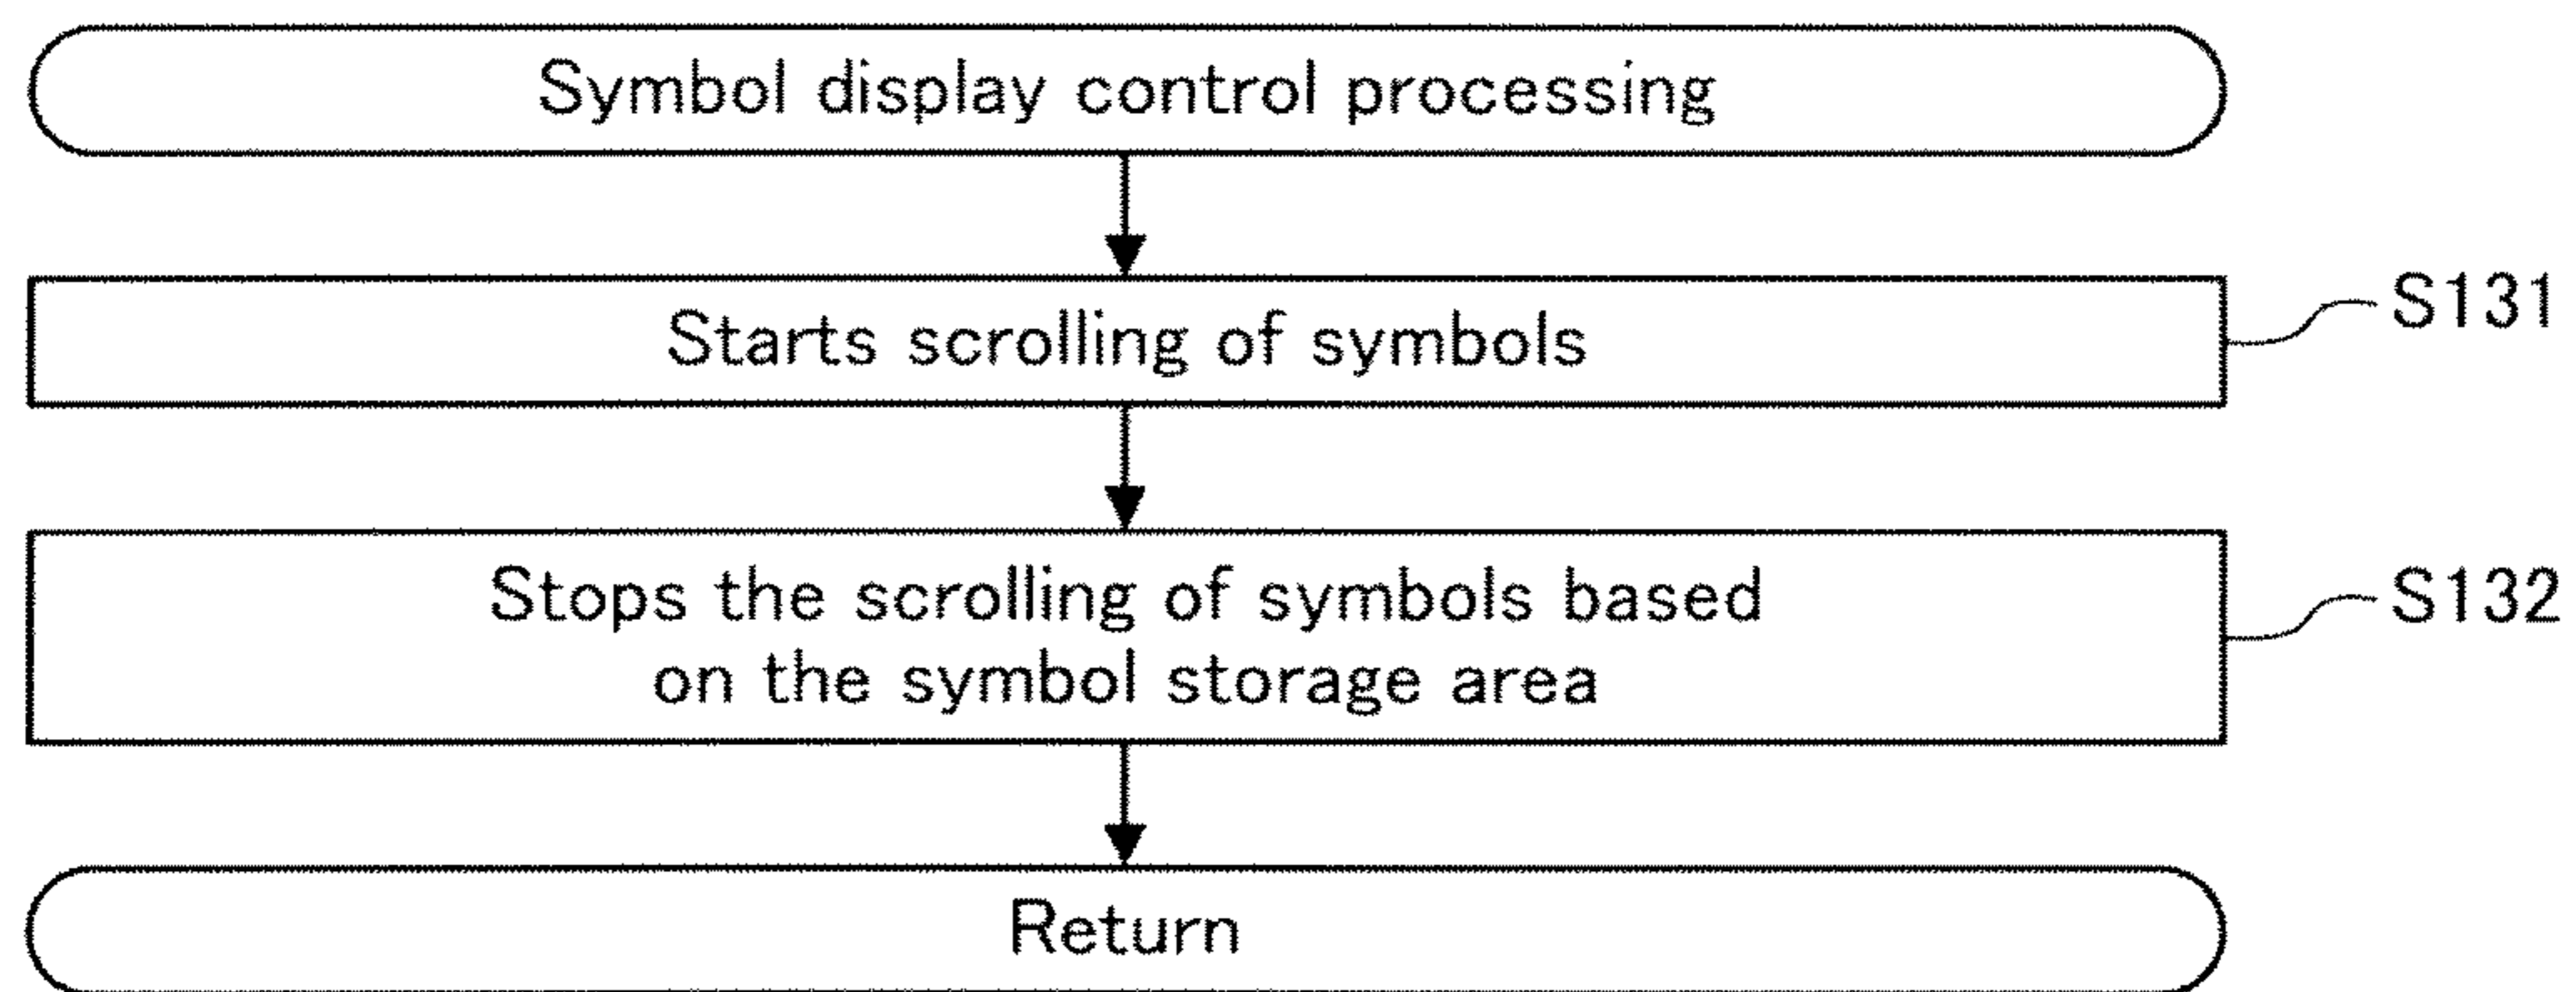 Symbol display control processing
Starts scrolling of symbols
S131
Stops the scrolling of symbols based
on the symbol storage area
S132
Return